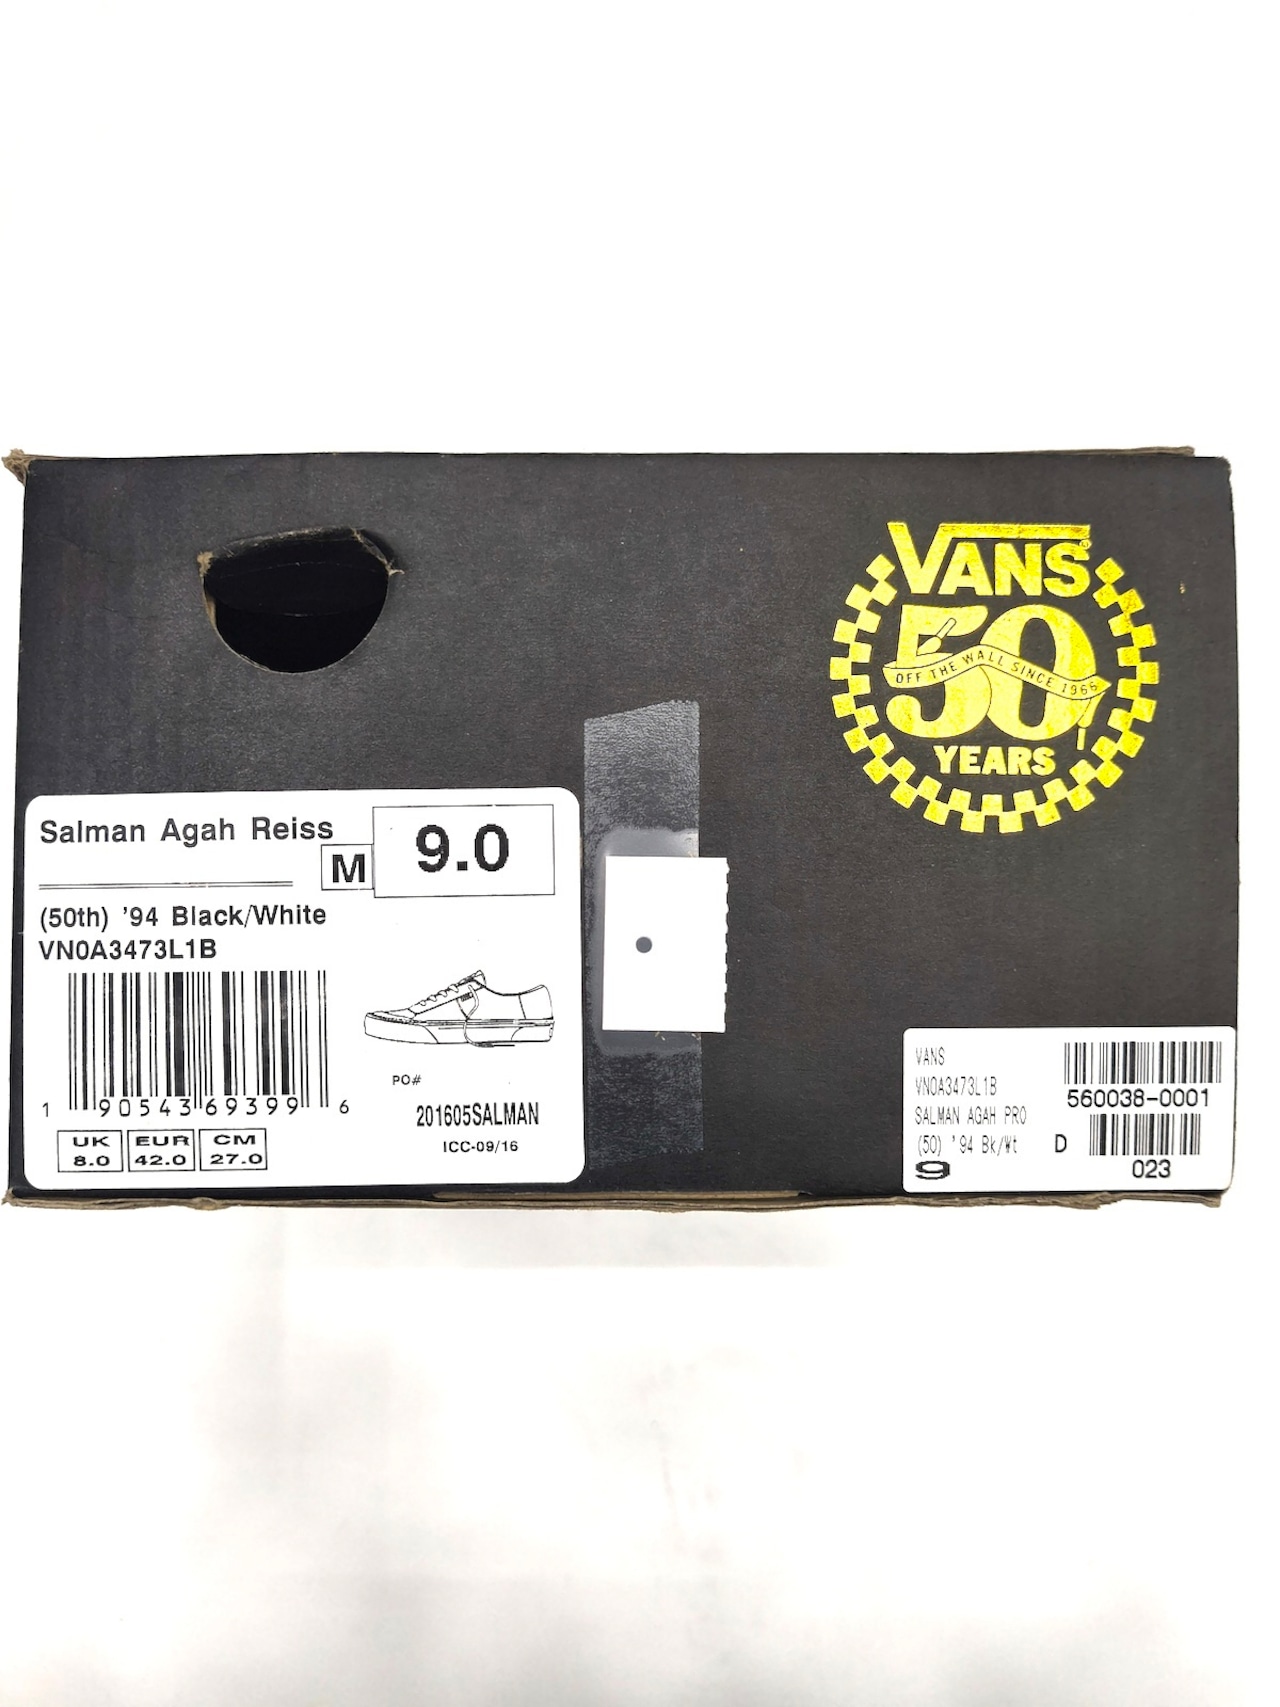 VANS
50
OFF THE WALL SINCE 1966
YEARS
Salman Agah Reiss
M
9.0
(50th) '94 Black/White
VN0A3473L1B
1 90543 69399 6
PO#
201605SALMAN
ICC-09/16
UK
8.0
EUR
42.0
CM
27.0
VANS
VN0A3473L1B
SALMAN AGAH PRO
(50) '94 Bk/Wt
9
560038-0001
D
023